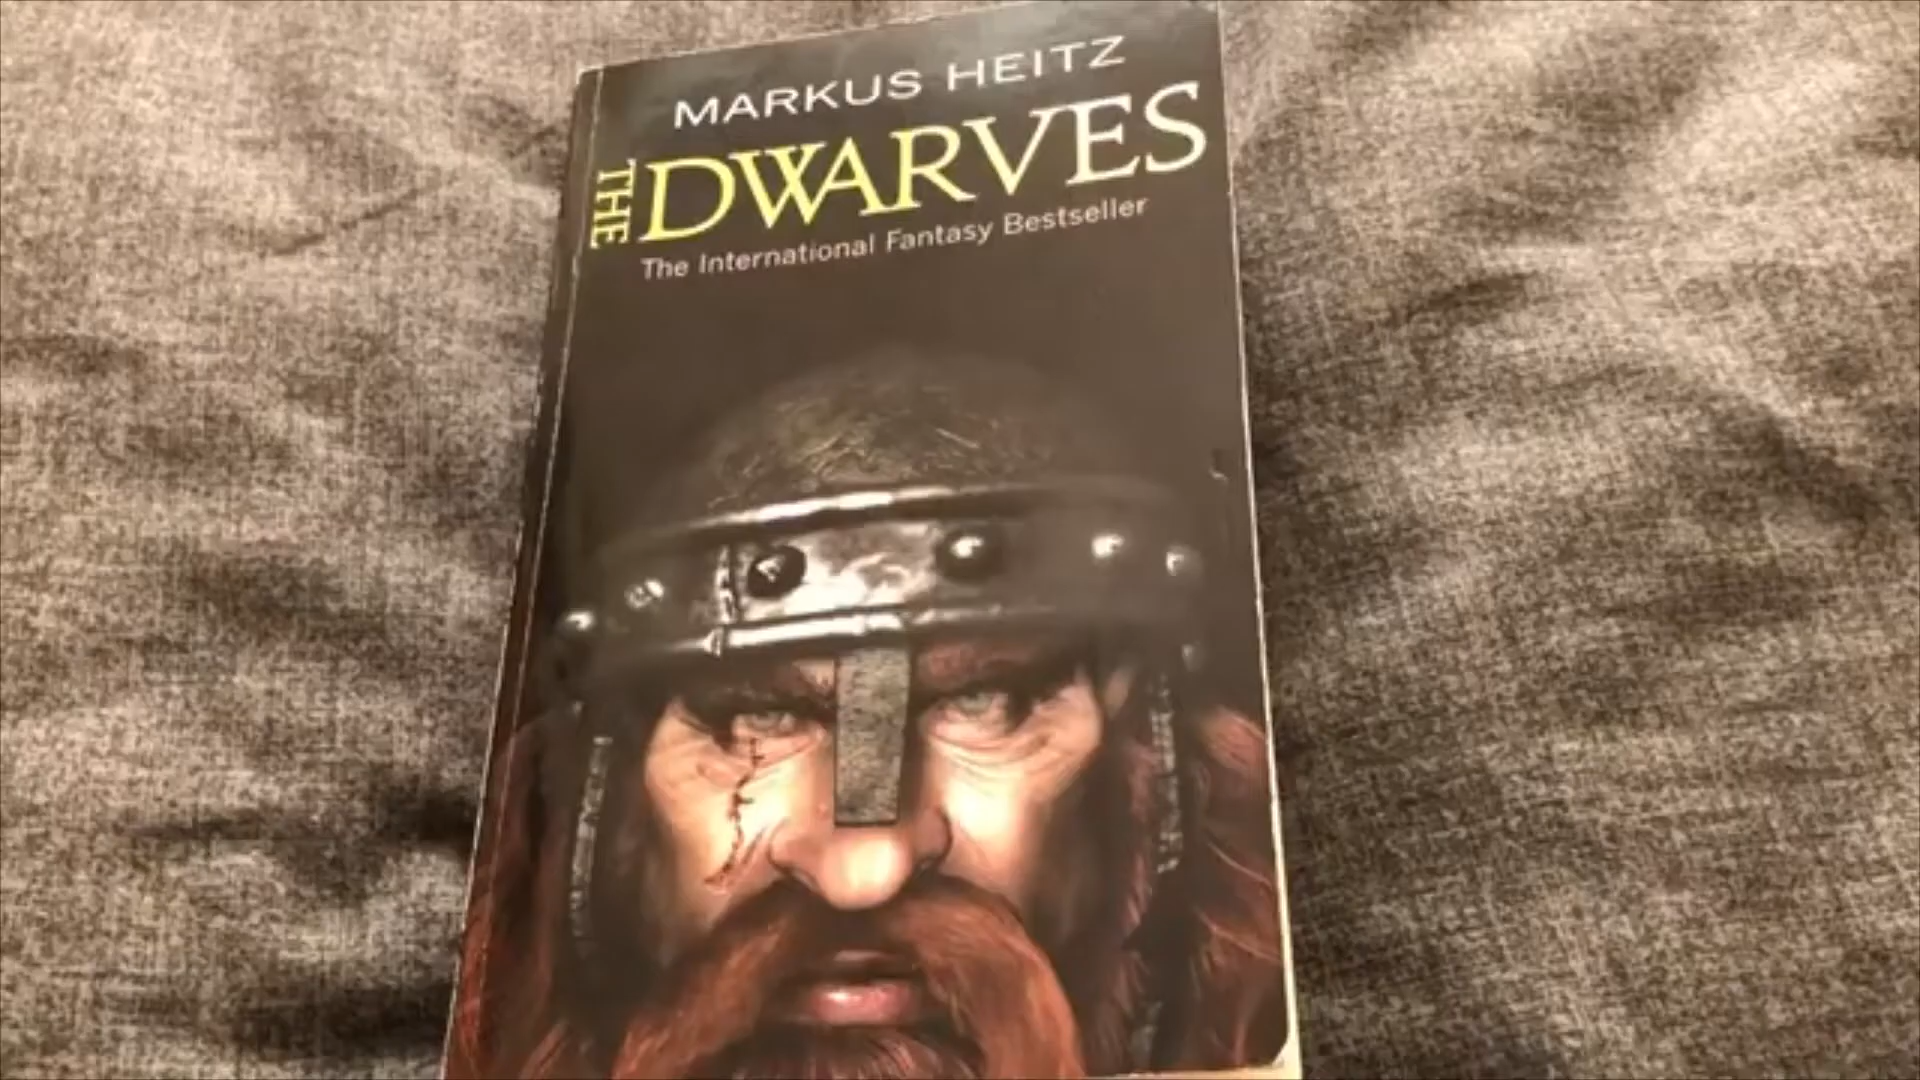 MARKUS HEITZ
THE DWARVES
The International Fantasy Bestseller